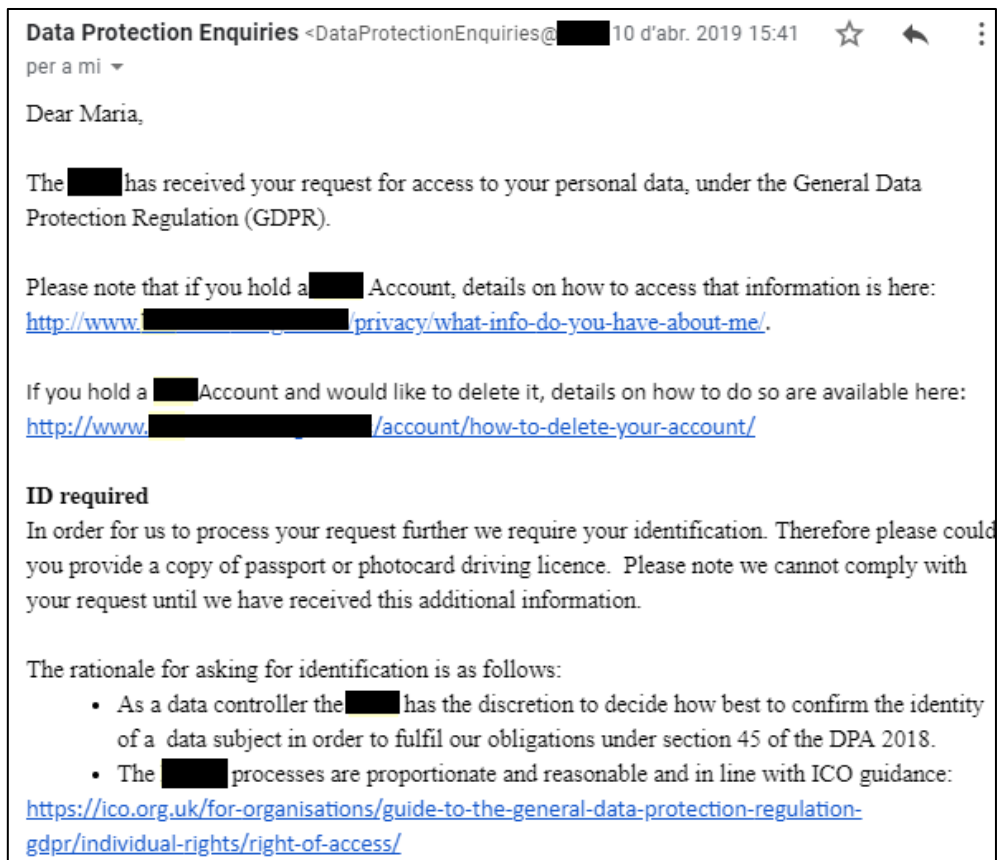 Data Protection Enquiries <DataProtectionEnquiries@ 10 d'abr. 2019 15:41
per a mi
Dear Maria,
The has received your request for access to your personal data, under the General Data
Protection Regulation (GDPR).
Please note that if you hold a Account, details on how to access that information is here:
http://www. /privacy/what-info-do-you-have-about-me/.
If you hold a Account and would like to delete it, details on how to do so are available here:
http://www. /account/how-to-delete-your-account/
ID required
In order for us to process your request further we require your identification. Therefore please could
you provide a copy of passport or photocard driving licence. Please note we cannot comply with
your request until we have received this additional information.
The rationale for asking for identification is as follows:
• As a data controller the has the discretion to decide how best to confirm the identity
of a data subject in order to fulfil our obligations under section 45 of the DPA 2018.
• The processes are proportionate and reasonable and in line with ICO guidance:
https://ico.org.uk/for-organisations/guide-to-the-general-data-protection-regulation-
gdpr/individual-rights/right-of-access/